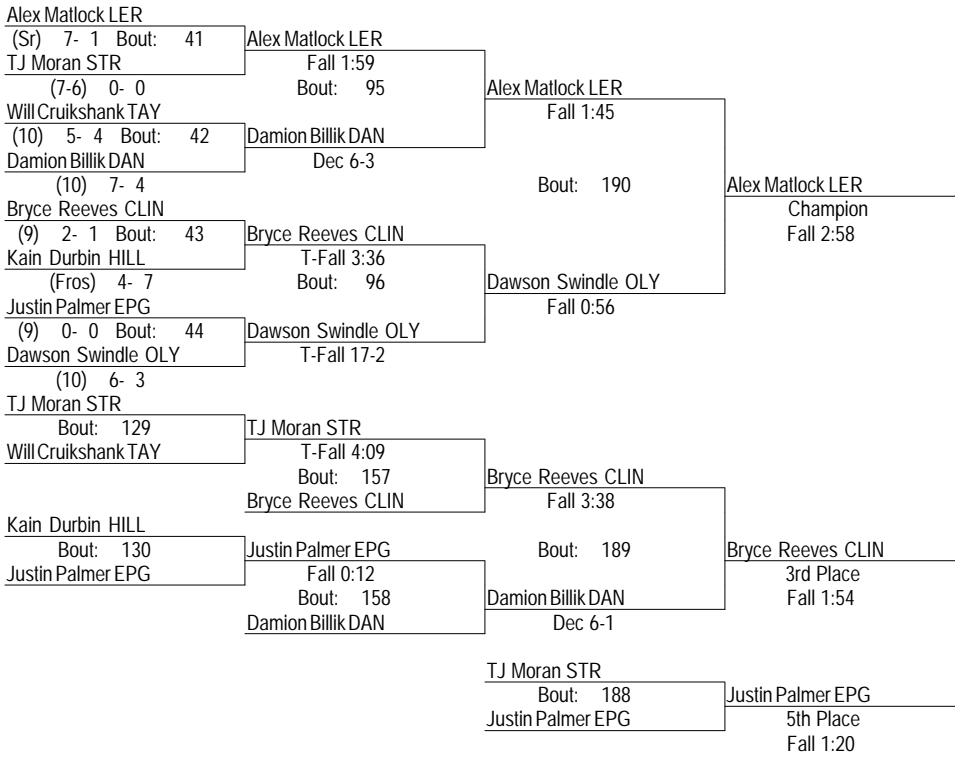 Alex Matlock LER
(Sr) 7- 1 Bout: 41 Alex Matlock LER
TJ Moran STR Fall 1:59
(7-6) 0- 0 Bout: 95 Alex Matlock LER
Will Cruikshank TAY Fall 1:45
(10) 5- 4 Bout: 42 Damion Billik DAN
Damion Billik DAN Dec 6-3
(10) 7- 4 Bout: 190 Alex Matlock LER
Bryce Reeves CLIN Champion
(9) 2- 1 Bout: 43 Bryce Reeves CLIN Fall 2:58
Kain Durbin HILL T-Fall 3:36
(Fros) 4- 7 Bout: 96 Dawson Swindle OLY
Justin Palmer EPG Fall 0:56
(9) 0- 0 Bout: 44 Dawson Swindle OLY
Dawson Swindle OLY T-Fall 17-2
(10) 6- 3
TJ Moran STR
Bout: 129 TJ Moran STR
Will Cruikshank TAY T-Fall 4:09
Bout: 157 Bryce Reeves CLIN
Bryce Reeves CLIN Fall 3:38
Kain Durbin HILL
Bout: 130 Justin Palmer EPG Bout: 189 Bryce Reeves CLIN
Justin Palmer EPG Fall 0:12 3rd Place
Bout: 158 Damion Billik DAN Fall 1:54
Damion Billik DAN Dec 6-1
TJ Moran STR
Bout: 188 Justin Palmer EPG
Justin Palmer EPG 5th Place
Fall 1:20